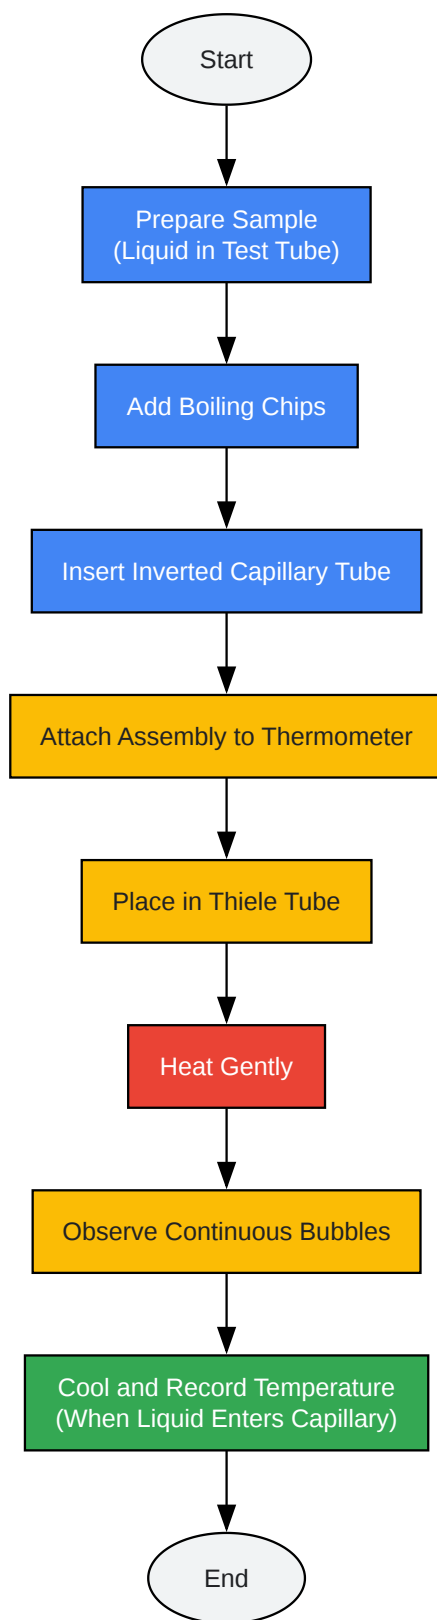 Start
Prepare Sample
(Liquid in Test Tube)
Add Boiling Chips
Insert Inverted Capillary Tube
Attach Assembly to Thermometer
Place in Thiele Tube
Heat Gently
Observe Continuous Bubbles
Cool and Record Temperature
(When Liquid Enters Capillary)
End